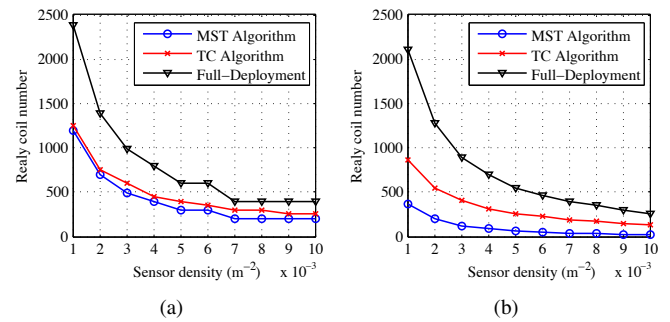 2500
2000
1500
1000
500
0
Realy coil number
MST Algorithm
TC Algorithm
Full−Deployment
1 2 3 4 5 6 7 8 9 10
Sensor density (m−2) x 10−3
(a)
2500
2000
1500
1000
500
0
Realy coil number
MST Algorithm
TC Algorithm
Full−Deployment
1 2 3 4 5 6 7 8 9 10
Sensor density (m−2) x 10−3
(b)